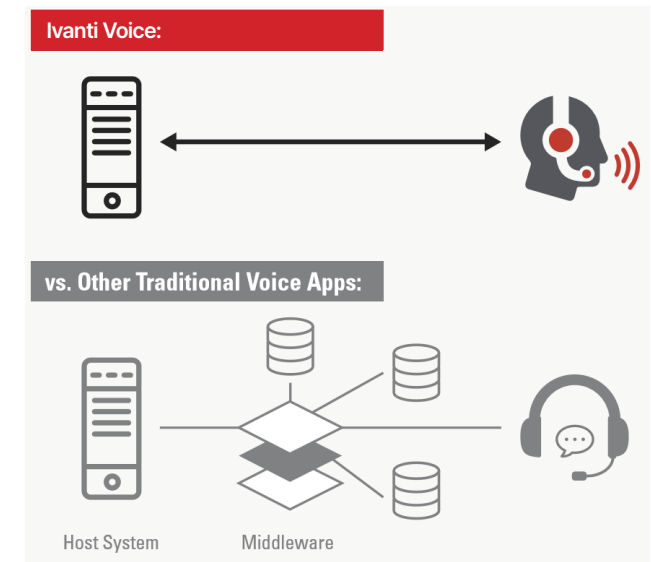 Ivanti Voice:
vs. Other Traditional Voice Apps:
Host System
Middleware